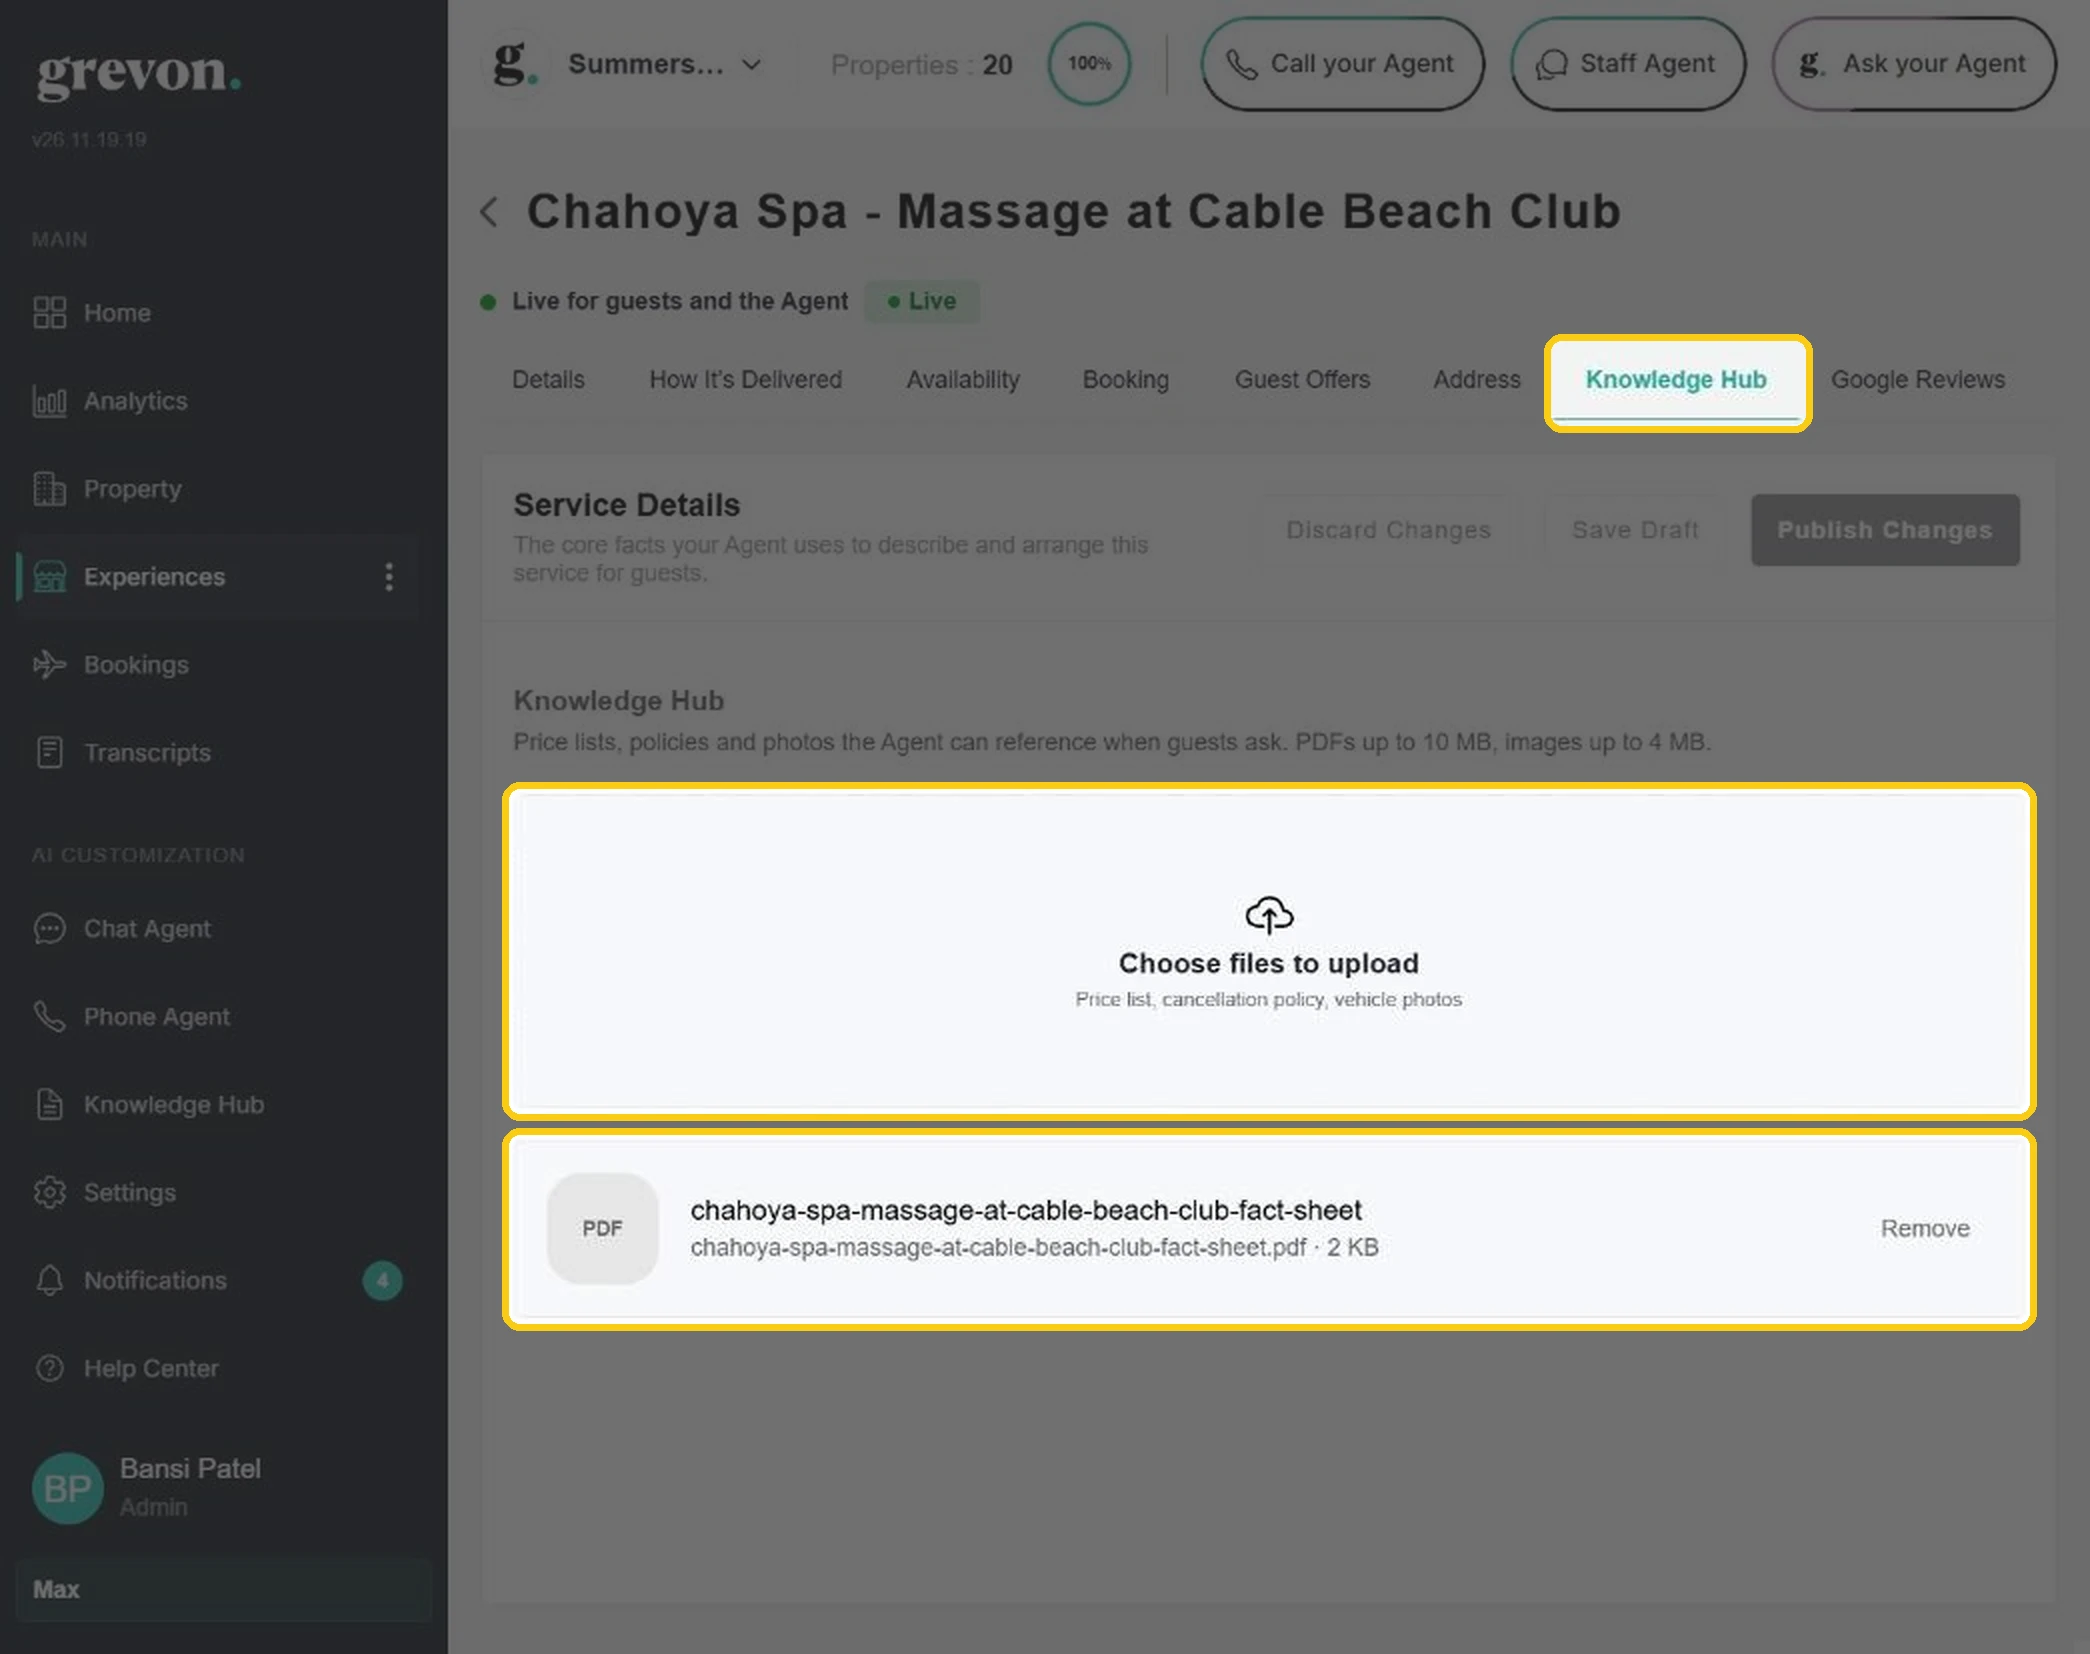 grevon.
v26.11.19.19
MAIN
Home
Analytics
Property
Experiences
Bookings
Transcripts
AI CUSTOMIZATION
Chat Agent
Phone Agent
Knowledge Hub
Settings
Notifications
4
Help Center
BP
Bansi Patel
Admin
Max
g.
Summers...
Properties : 20
100%
Call your Agent
Staff Agent
g. Ask your Agent
Chahoya Spa - Massage at Cable Beach Club
Live for guests and the Agent
Live
Details
How It's Delivered
Availability
Booking
Guest Offers
Address
Knowledge Hub
Google Reviews
Service Details
The core facts your Agent uses to describe and arrange this
service for guests.
Discard Changes
Save Draft
Publish Changes
Knowledge Hub
Price lists, policies and photos the Agent can reference when guests ask. PDFs up to 10 MB, images up to 4 MB.
Choose files to upload
Price list, cancellation policy, vehicle photos
PDF
chahoya-spa-massage-at-cable-beach-club-fact-sheet
chahoya-spa-massage-at-cable-beach-club-fact-sheet.pdf · 2 KB
Remove